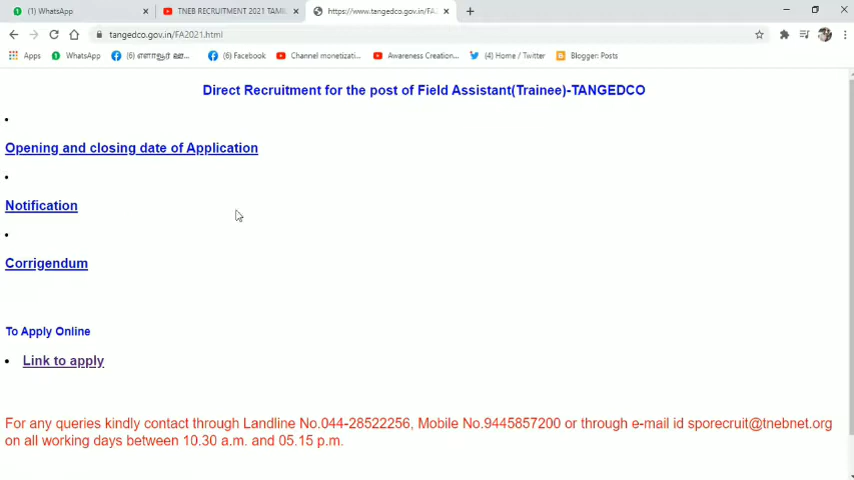 (1) WhatsApp
TNEB RECRUITMENT 2021 TAMIL
https://www.tangedco.gov.in/FA
tangedco.gov.in/FA2021.html
Apps
WhatsApp
(6) Facebook
Channel monetizati...
Awareness Creation...
(4) Home / Twitter
Blogger: Posts
Direct Recruitment for the post of Field Assistant(Trainee)-TANGEDCO
Opening and closing date of Application
Notification
Corrigendum
To Apply Online
Link to apply
For any queries kindly contact through Landline No.044-28522256, Mobile No.9445857200 or through e-mail id sporecruit@tnebnet.org
on all working days between 10.30 a.m. and 05.15 p.m.